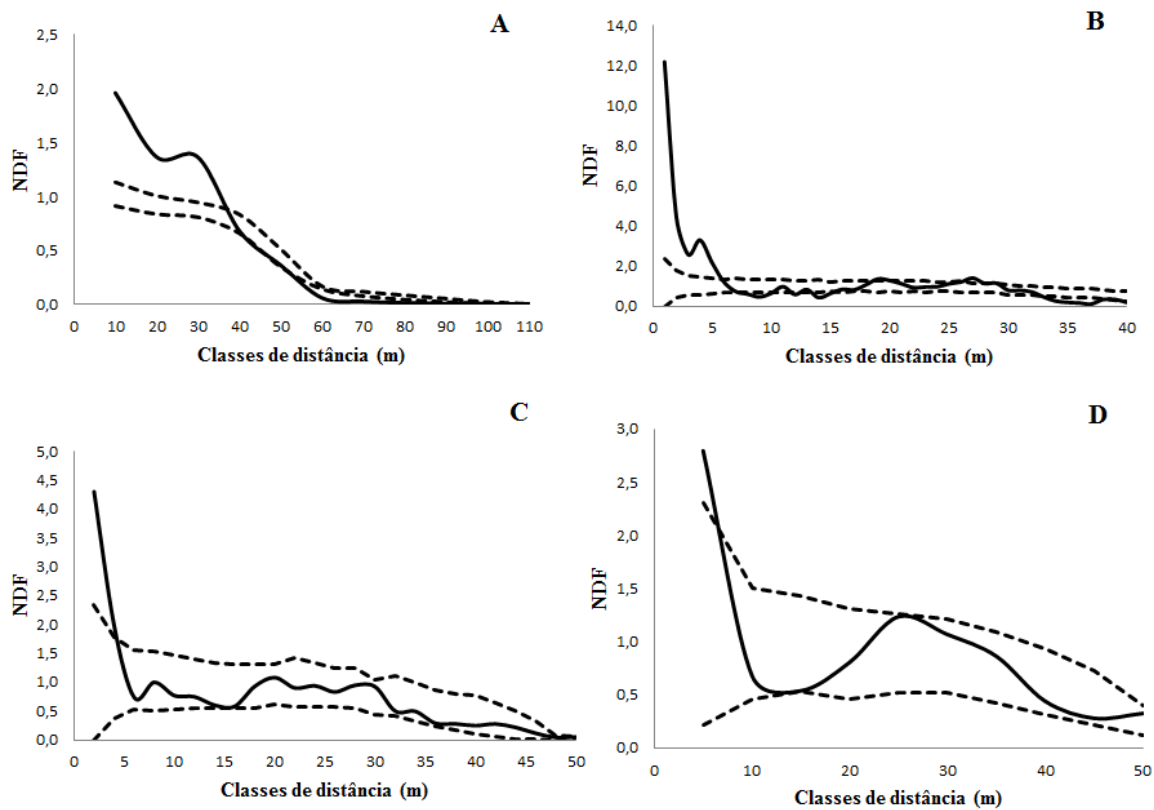 A
2,5
2,0
1,5
1,0
0,5
0,0
NDF
0 10 20 30 40 50 60 70 80 90 100 110
Classes de distância (m)
B
14,0
12,0
10,0
8,0
6,0
4,0
2,0
0,0
NDF
0 5 10 15 20 25 30 35 40
Classes de distância (m)
C
5,0
4,5
4,0
3,5
3,0
2,5
2,0
1,5
1,0
0,5
0,0
NDF
0 5 10 15 20 25 30 35 40 45 50
Classes de distância (m)
D
3,0
2,5
2,0
1,5
1,0
0,5
0,0
NDF
0 10 20 30 40 50
Classes de distância (m)